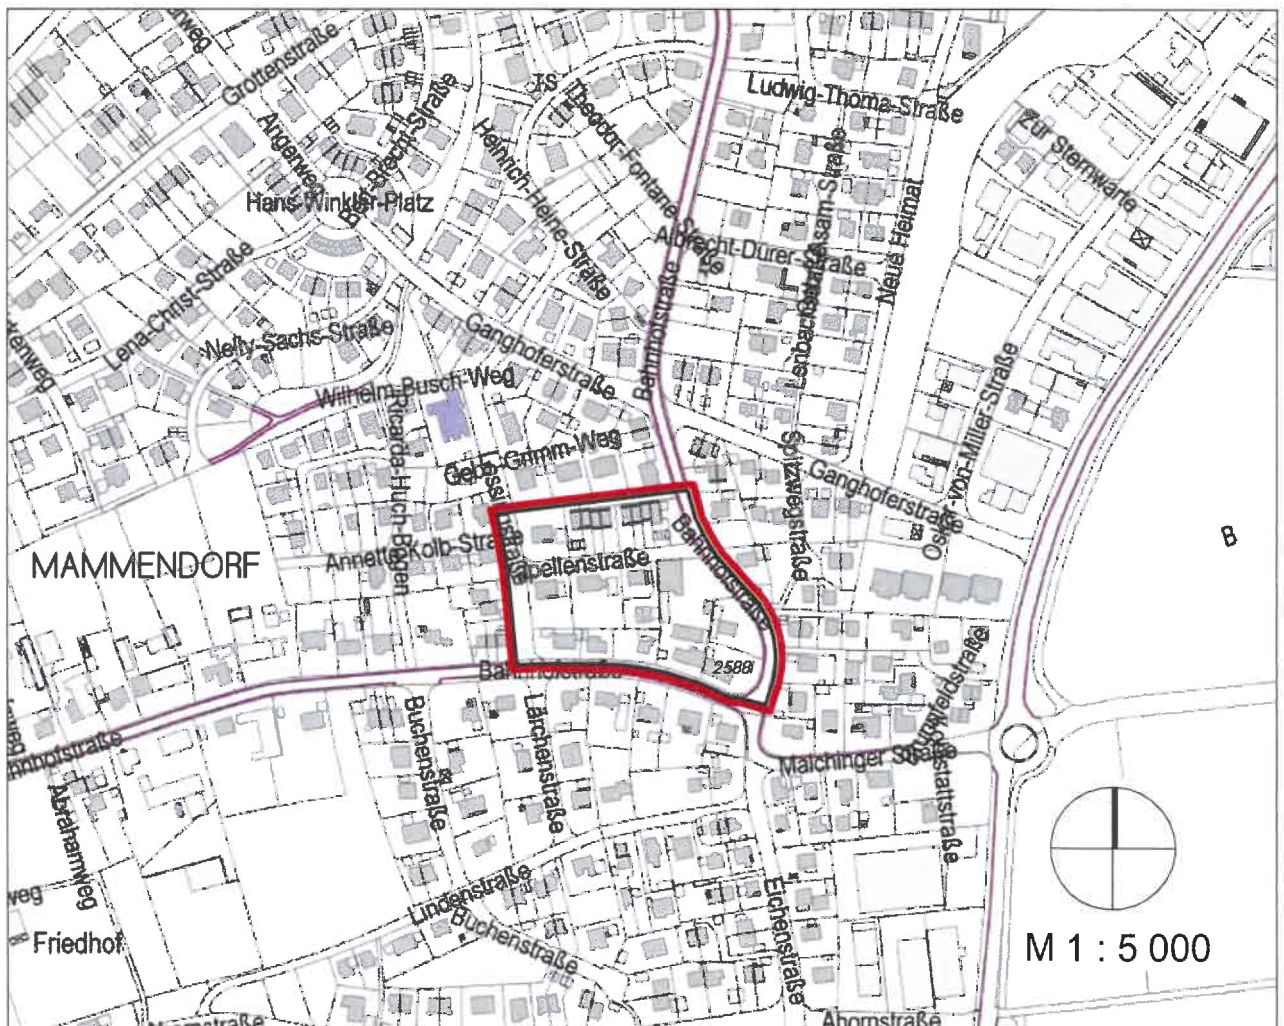 Grottenstraße
Angerweg
Hans-Winkler-Platz
Lena-Christ-Straße
Nelly-Sachs-Straße
Wilhelm-Busch-Weg
Heinrich-Heine-Straße
Theodor-Fontane-Straße
Ludwig-Thoma-Straße
Zur Sternwarte
Albrecht-Dürer-Straße
Neue Heimat
Bahnhofstraße
Ganghoferstraße
Ricarda-Huch-Bogen
Grimm-Weg
Spitzwegstraße
Ganghoferstraße
Oskar-von-Miller-Straße
MAMMENDORF
Annette-Kolb-Straße
Kapellenstraße
Bahnhofstraße
B
2588
Bahnhofstraße
Buchenstraße
Lärchenstraße
Malchinger Straße
Abrahamweg
weg
Lindenstraße
Buchenstraße
Eichenstraße
Friedhof
M 1 : 5 000
Ahornstraße